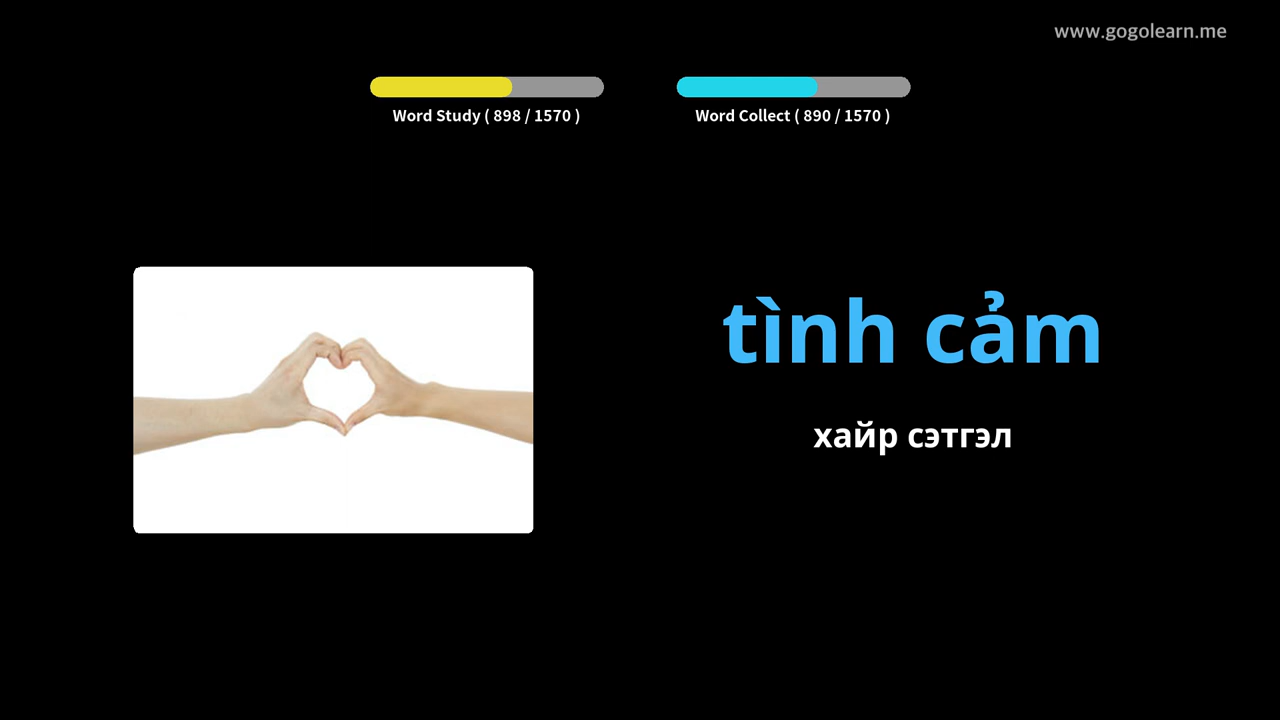 www.gogolearn.me
Word Study ( 898 / 1570 )
Word Collect ( 890 / 1570 )
tình cảm
хайр сэтгэл